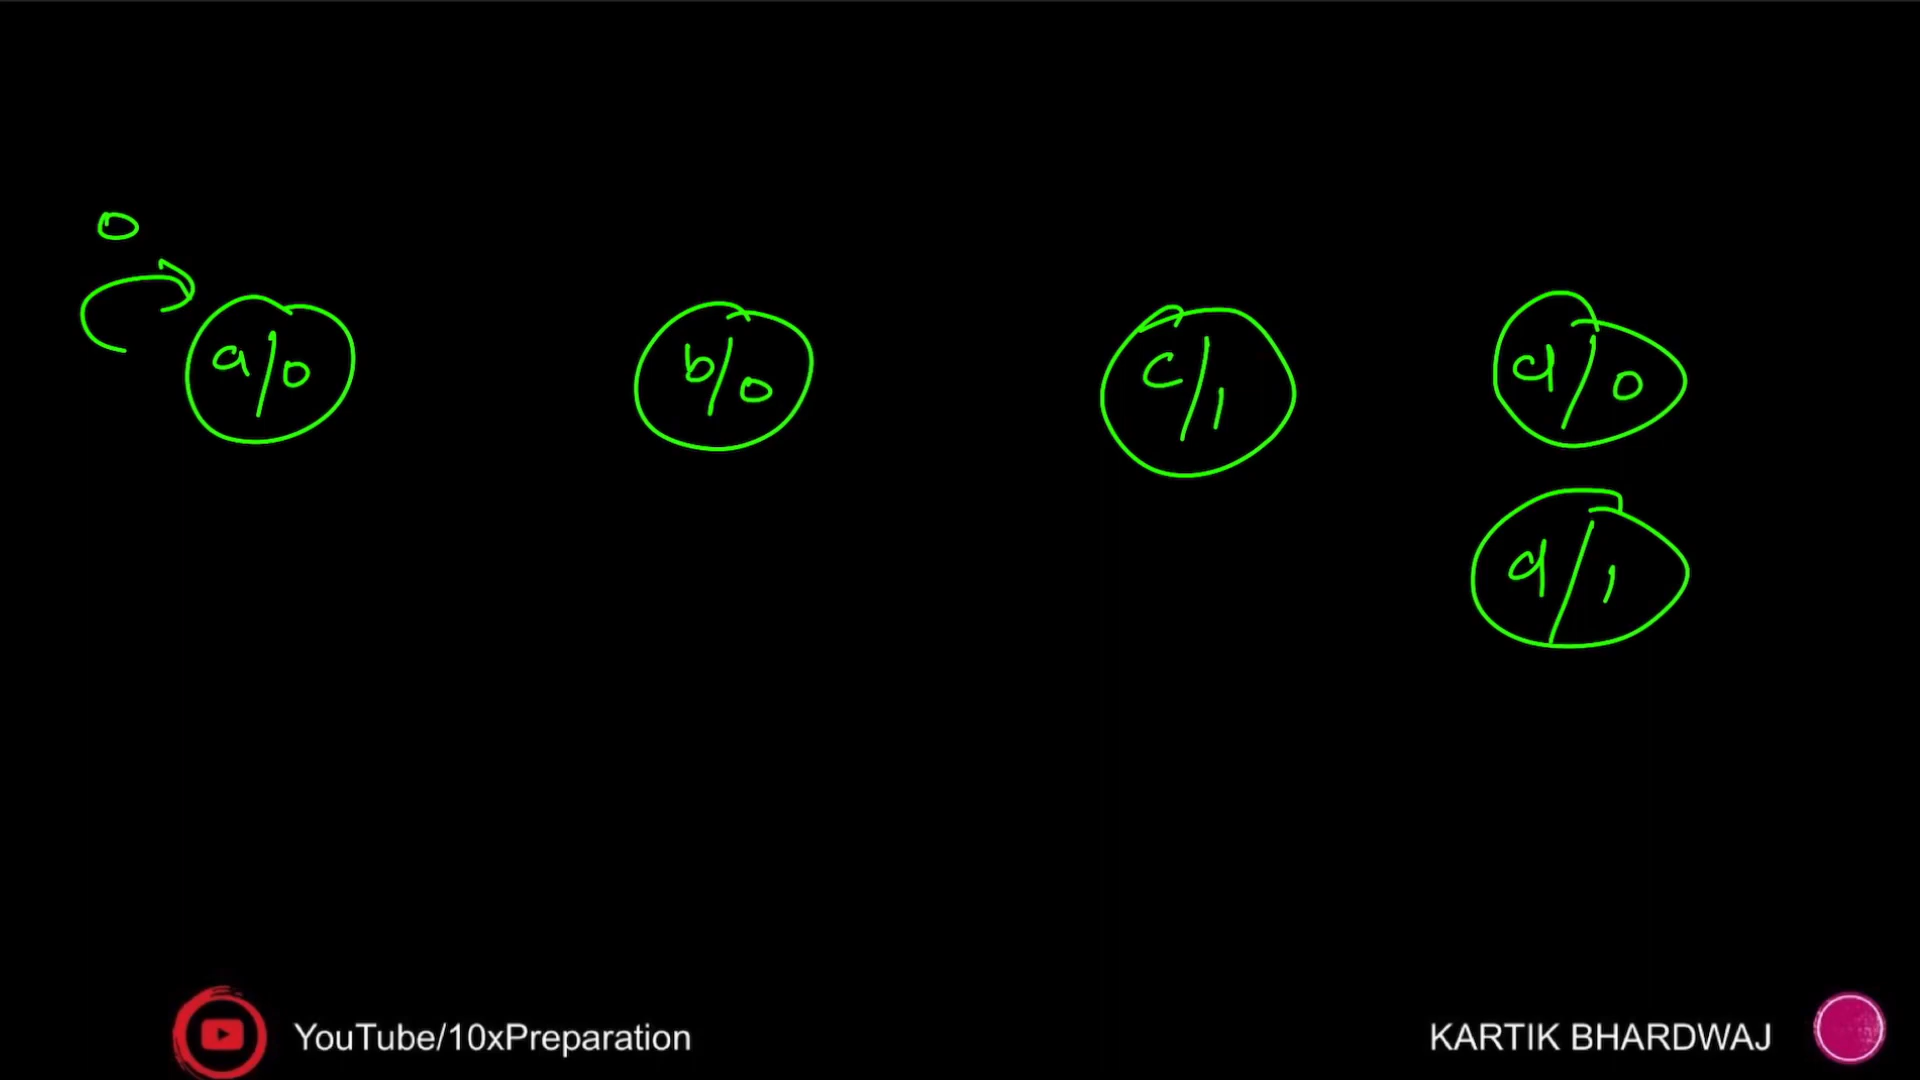 0
a/0
b/0
c/1
d/0
d/1
YouTube/10xPreparation
KARTIK BHARDWAJ